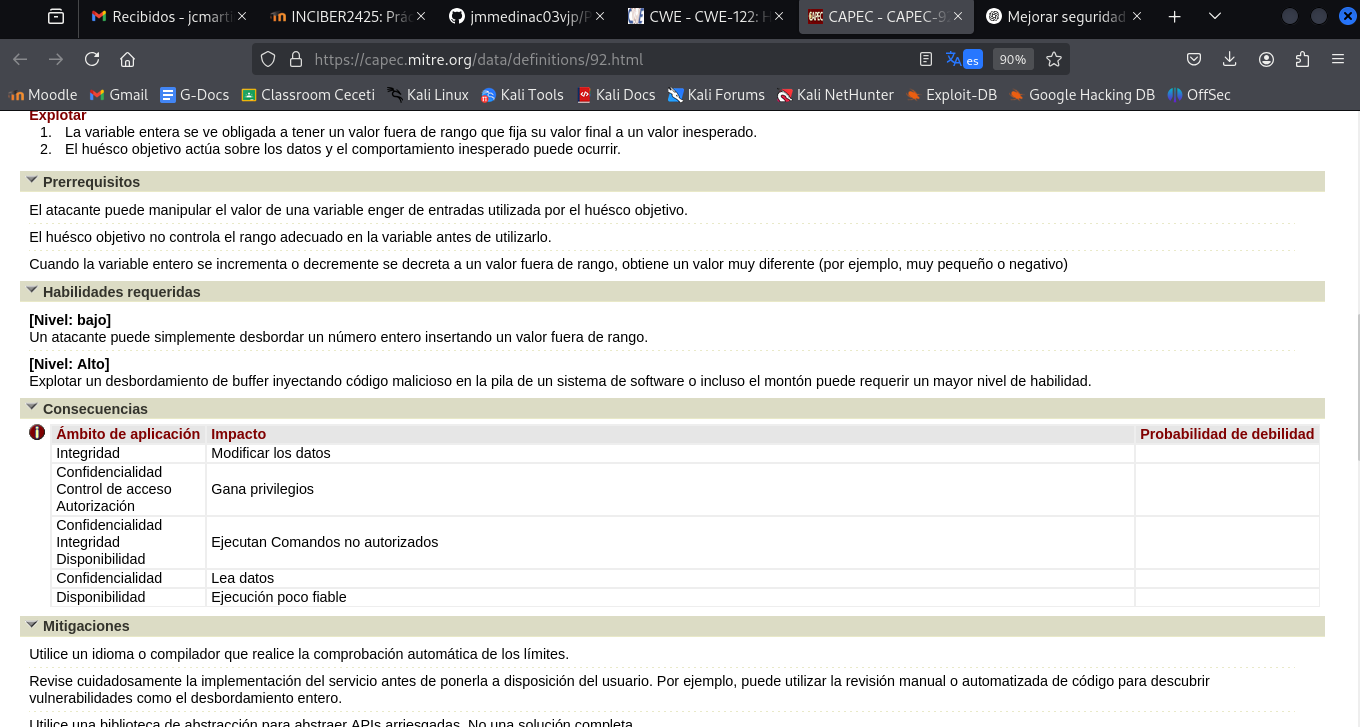 Recibidos - jcmarti
INCIBER2425: Prác
jmmedinac03vjp/P
CWE - CWE-122: H
CAPEC - CAPEC-9
Mejorar seguridad
https://capec.mitre.org/data/definitions/92.html
es
90%
Moodle
Gmail
G-Docs
Classroom Ceceti
Kali Linux
Kali Tools
Kali Docs
Kali Forums
Kali NetHunter
Exploit-DB
Google Hacking DB
OffSec
Explotar
1. La variable entera se ve obligada a tener un valor fuera de rango que fija su valor final a un valor inesperado.
2. El huésco objetivo actúa sobre los datos y el comportamiento inesperado puede ocurrir.
Prerrequisitos
El atacante puede manipular el valor de una variable enger de entradas utilizada por el huésco objetivo.
El huésco objetivo no controla el rango adecuado en la variable antes de utilizarlo.
Cuando la variable entero se incrementa o decremente se decreta a un valor fuera de rango, obtiene un valor muy diferente (por ejemplo, muy pequeño o negativo)
Habilidades requeridas
[Nivel: bajo]
Un atacante puede simplemente desbordar un número entero insertando un valor fuera de rango.
[Nivel: Alto]
Explotar un desbordamiento de buffer inyectando código malicioso en la pila de un sistema de software o incluso el montón puede requerir un mayor nivel de habilidad.
Consecuencias
Ámbito de aplicación Impacto Probabilidad de debilidad
Integridad Modificar los datos
Confidencialidad
Control de acceso Gana privilegios
Autorización
Confidencialidad
Integridad Ejecutan Comandos no autorizados
Disponibilidad
Confidencialidad Lea datos
Disponibilidad Ejecución poco fiable
Mitigaciones
Utilice un idioma o compilador que realice la comprobación automática de los límites.
Revise cuidadosamente la implementación del servicio antes de ponerla a disposición del usuario. Por ejemplo, puede utilizar la revisión manual o automatizada de código para descubrir
vulnerabilidades como el desbordamiento entero.
Utilice una biblioteca de abstracción para abstraer APIs arriesgadas. No una solución completa.